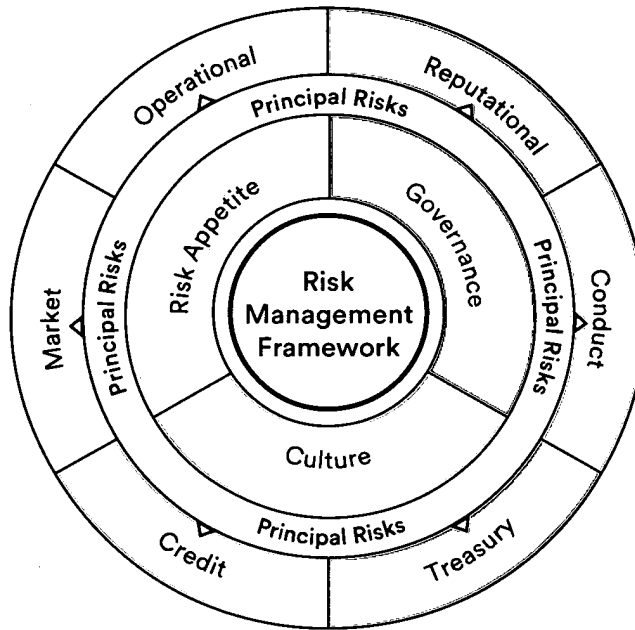 Operational
Reputational
Principal Risks
Risk Appetite
Governance
Market
Principal Risks
Risk
Management
Framework
Principal Risks
Conduct
Culture
Principal Risks
Credit
Treasury